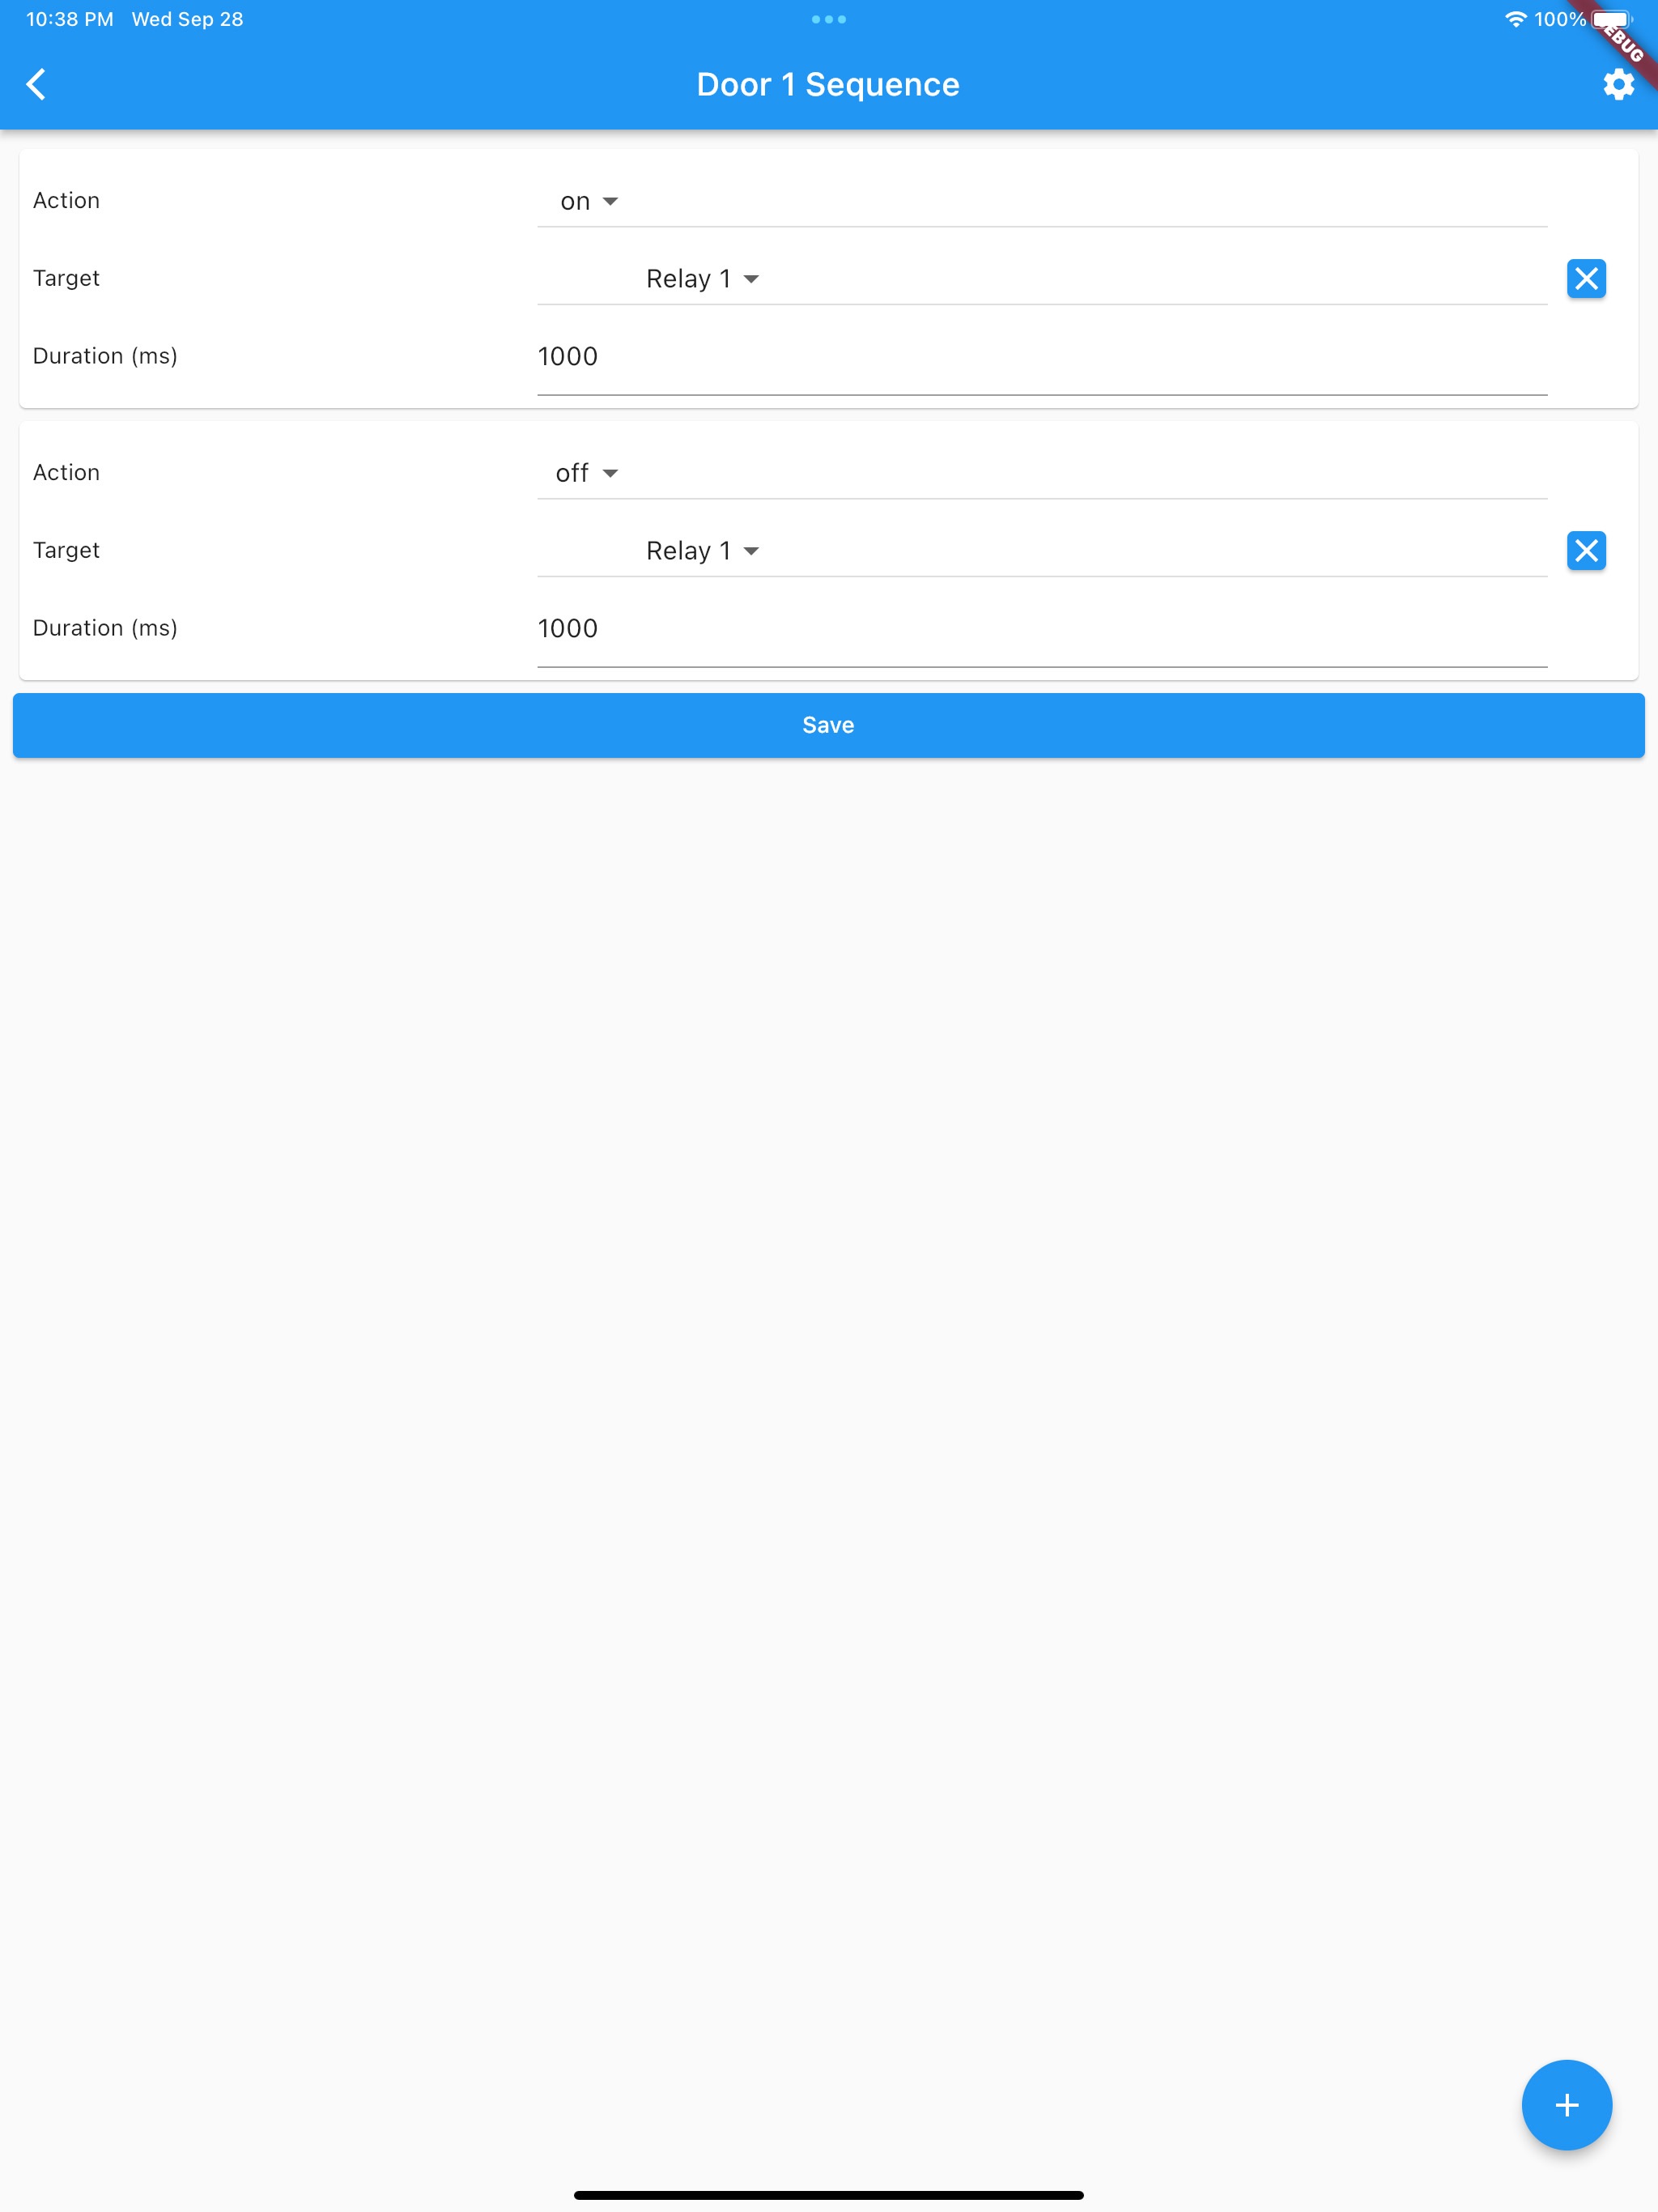 10:38 PM Wed Sep 28
100%
Door 1 Sequence
Action on
Target Relay 1
Duration (ms) 1000
Action off
Target Relay 1
Duration (ms) 1000
Save